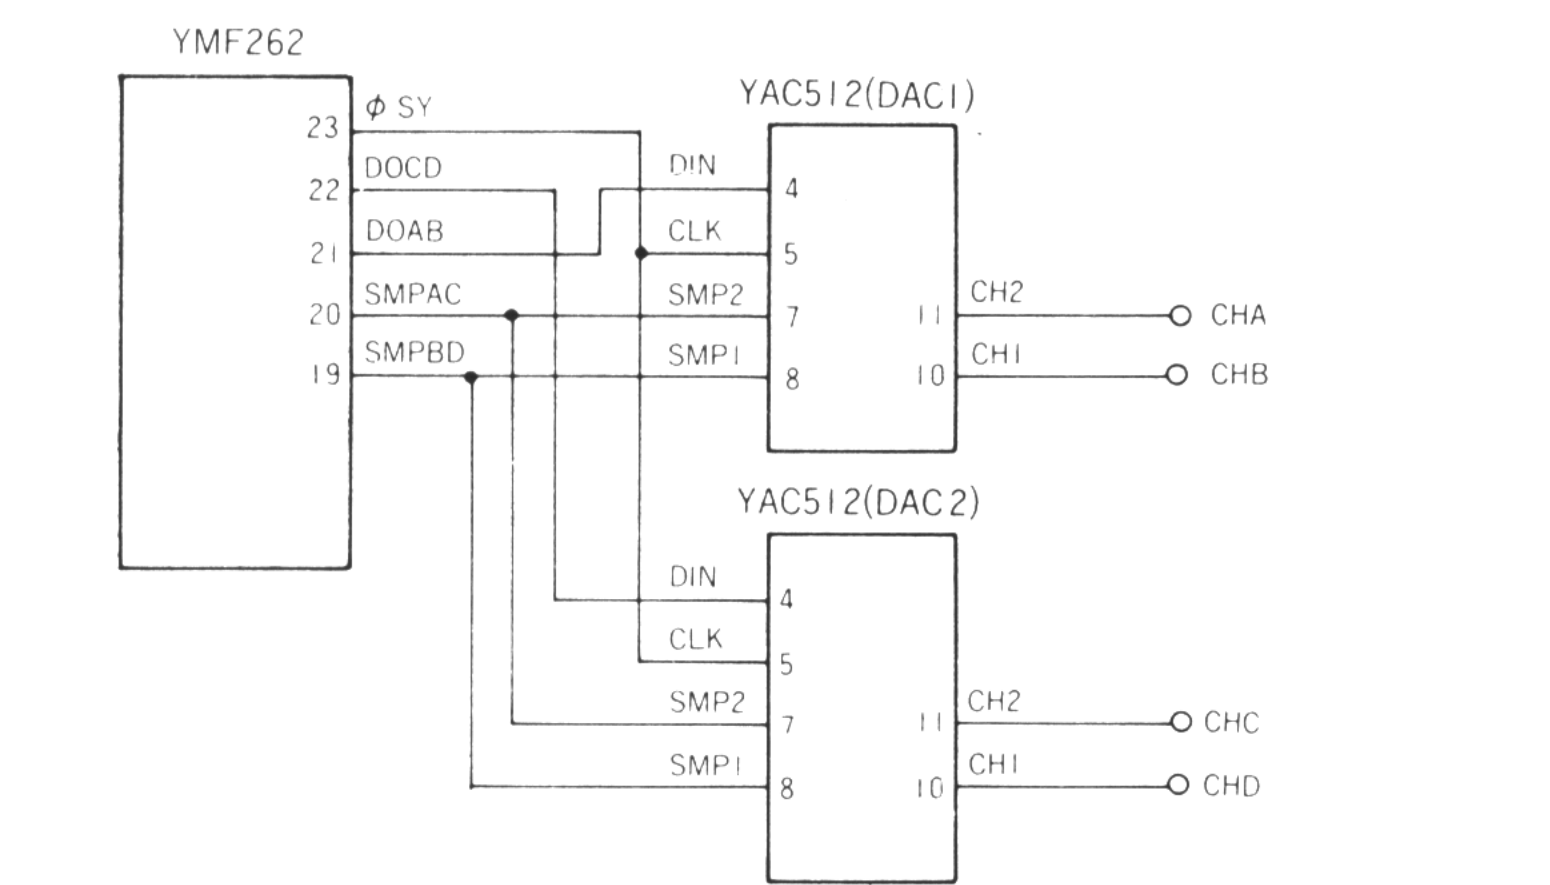 YMF262
23 φ SY
22 DOCD
21 DOAB
20 SMPAC
19 SMPBD
YAC512(DAC1)
DIN 4
CLK 5
SMP2 7
SMP1 8
11 CH2 CHA
10 CH1 CHB
YAC512(DAC2)
DIN 4
CLK 5
SMP2 7
SMP1 8
11 CH2 CHC
10 CH1 CHD